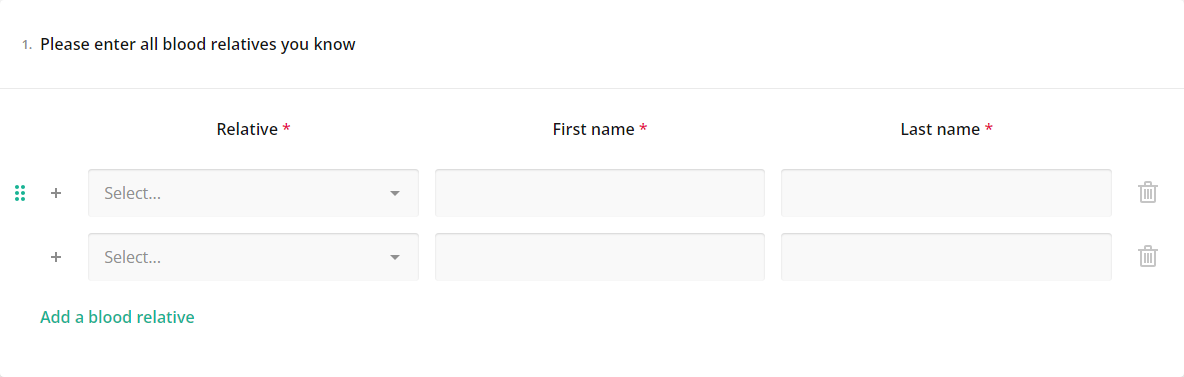 1. Please enter all blood relatives you know
Relative * First name * Last name *
Select...
Select...
Add a blood relative